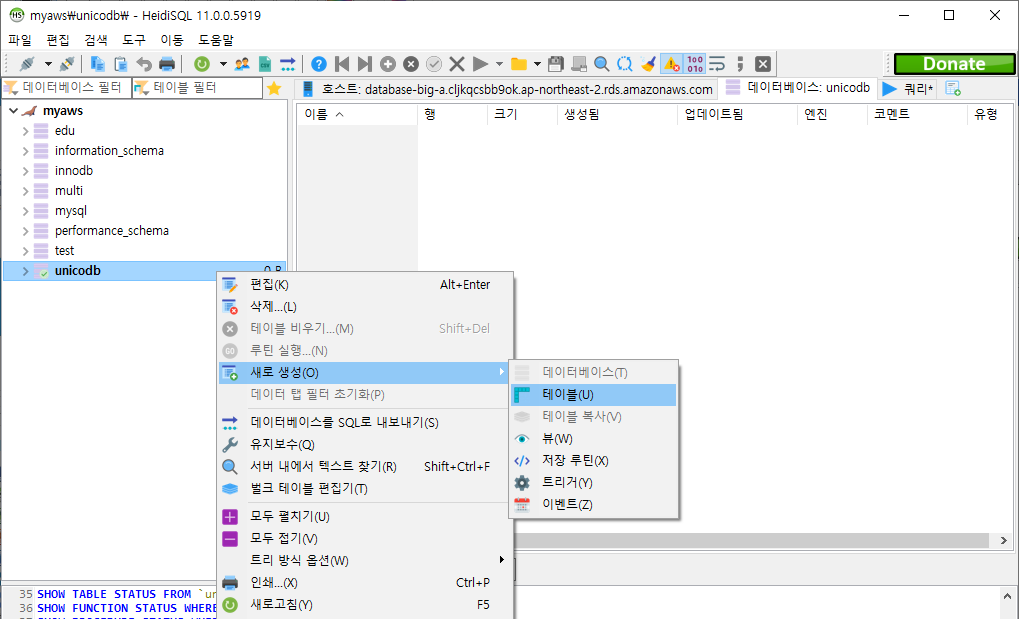 myaws\unicodb\ - HeidiSQL 11.0.0.5919
파일 편집 검색 도구 이동 도움말
Donate
데이터베이스 필터 테이블 필터
호스트: database-big-a.cljkqcsbb9ok.ap-northeast-2.rds.amazonaws.com 데이터베이스: unicodb 쿼리*
이름 행 크기 생성됨 업데이트됨 엔진 코멘트 유형
myaws
edu
information_schema
innodb
multi
mysql
performance_schema
test
unicodb 0 B
편집(K) Alt+Enter
삭제...(L)
테이블 비우기...(M) Shift+Del
루틴 실행...(N)
새로 생성(O)
데이터 탭 필터 초기화(P)
데이터베이스를 SQL로 내보내기(S)
유지보수(Q)
서버 내에서 텍스트 찾기(R) Shift+Ctrl+F
벌크 테이블 편집기(T)
모두 펼치기(U)
모두 접기(V)
트리 방식 옵션(W)
인쇄...(X) Ctrl+P
새로고침(Y) F5
데이터베이스(T)
테이블(U)
테이블 복사(V)
뷰(W)
저장 루틴(X)
트리거(Y)
이벤트(Z)
35 SHOW TABLE STATUS FROM `un
36 SHOW FUNCTION STATUS WHERE